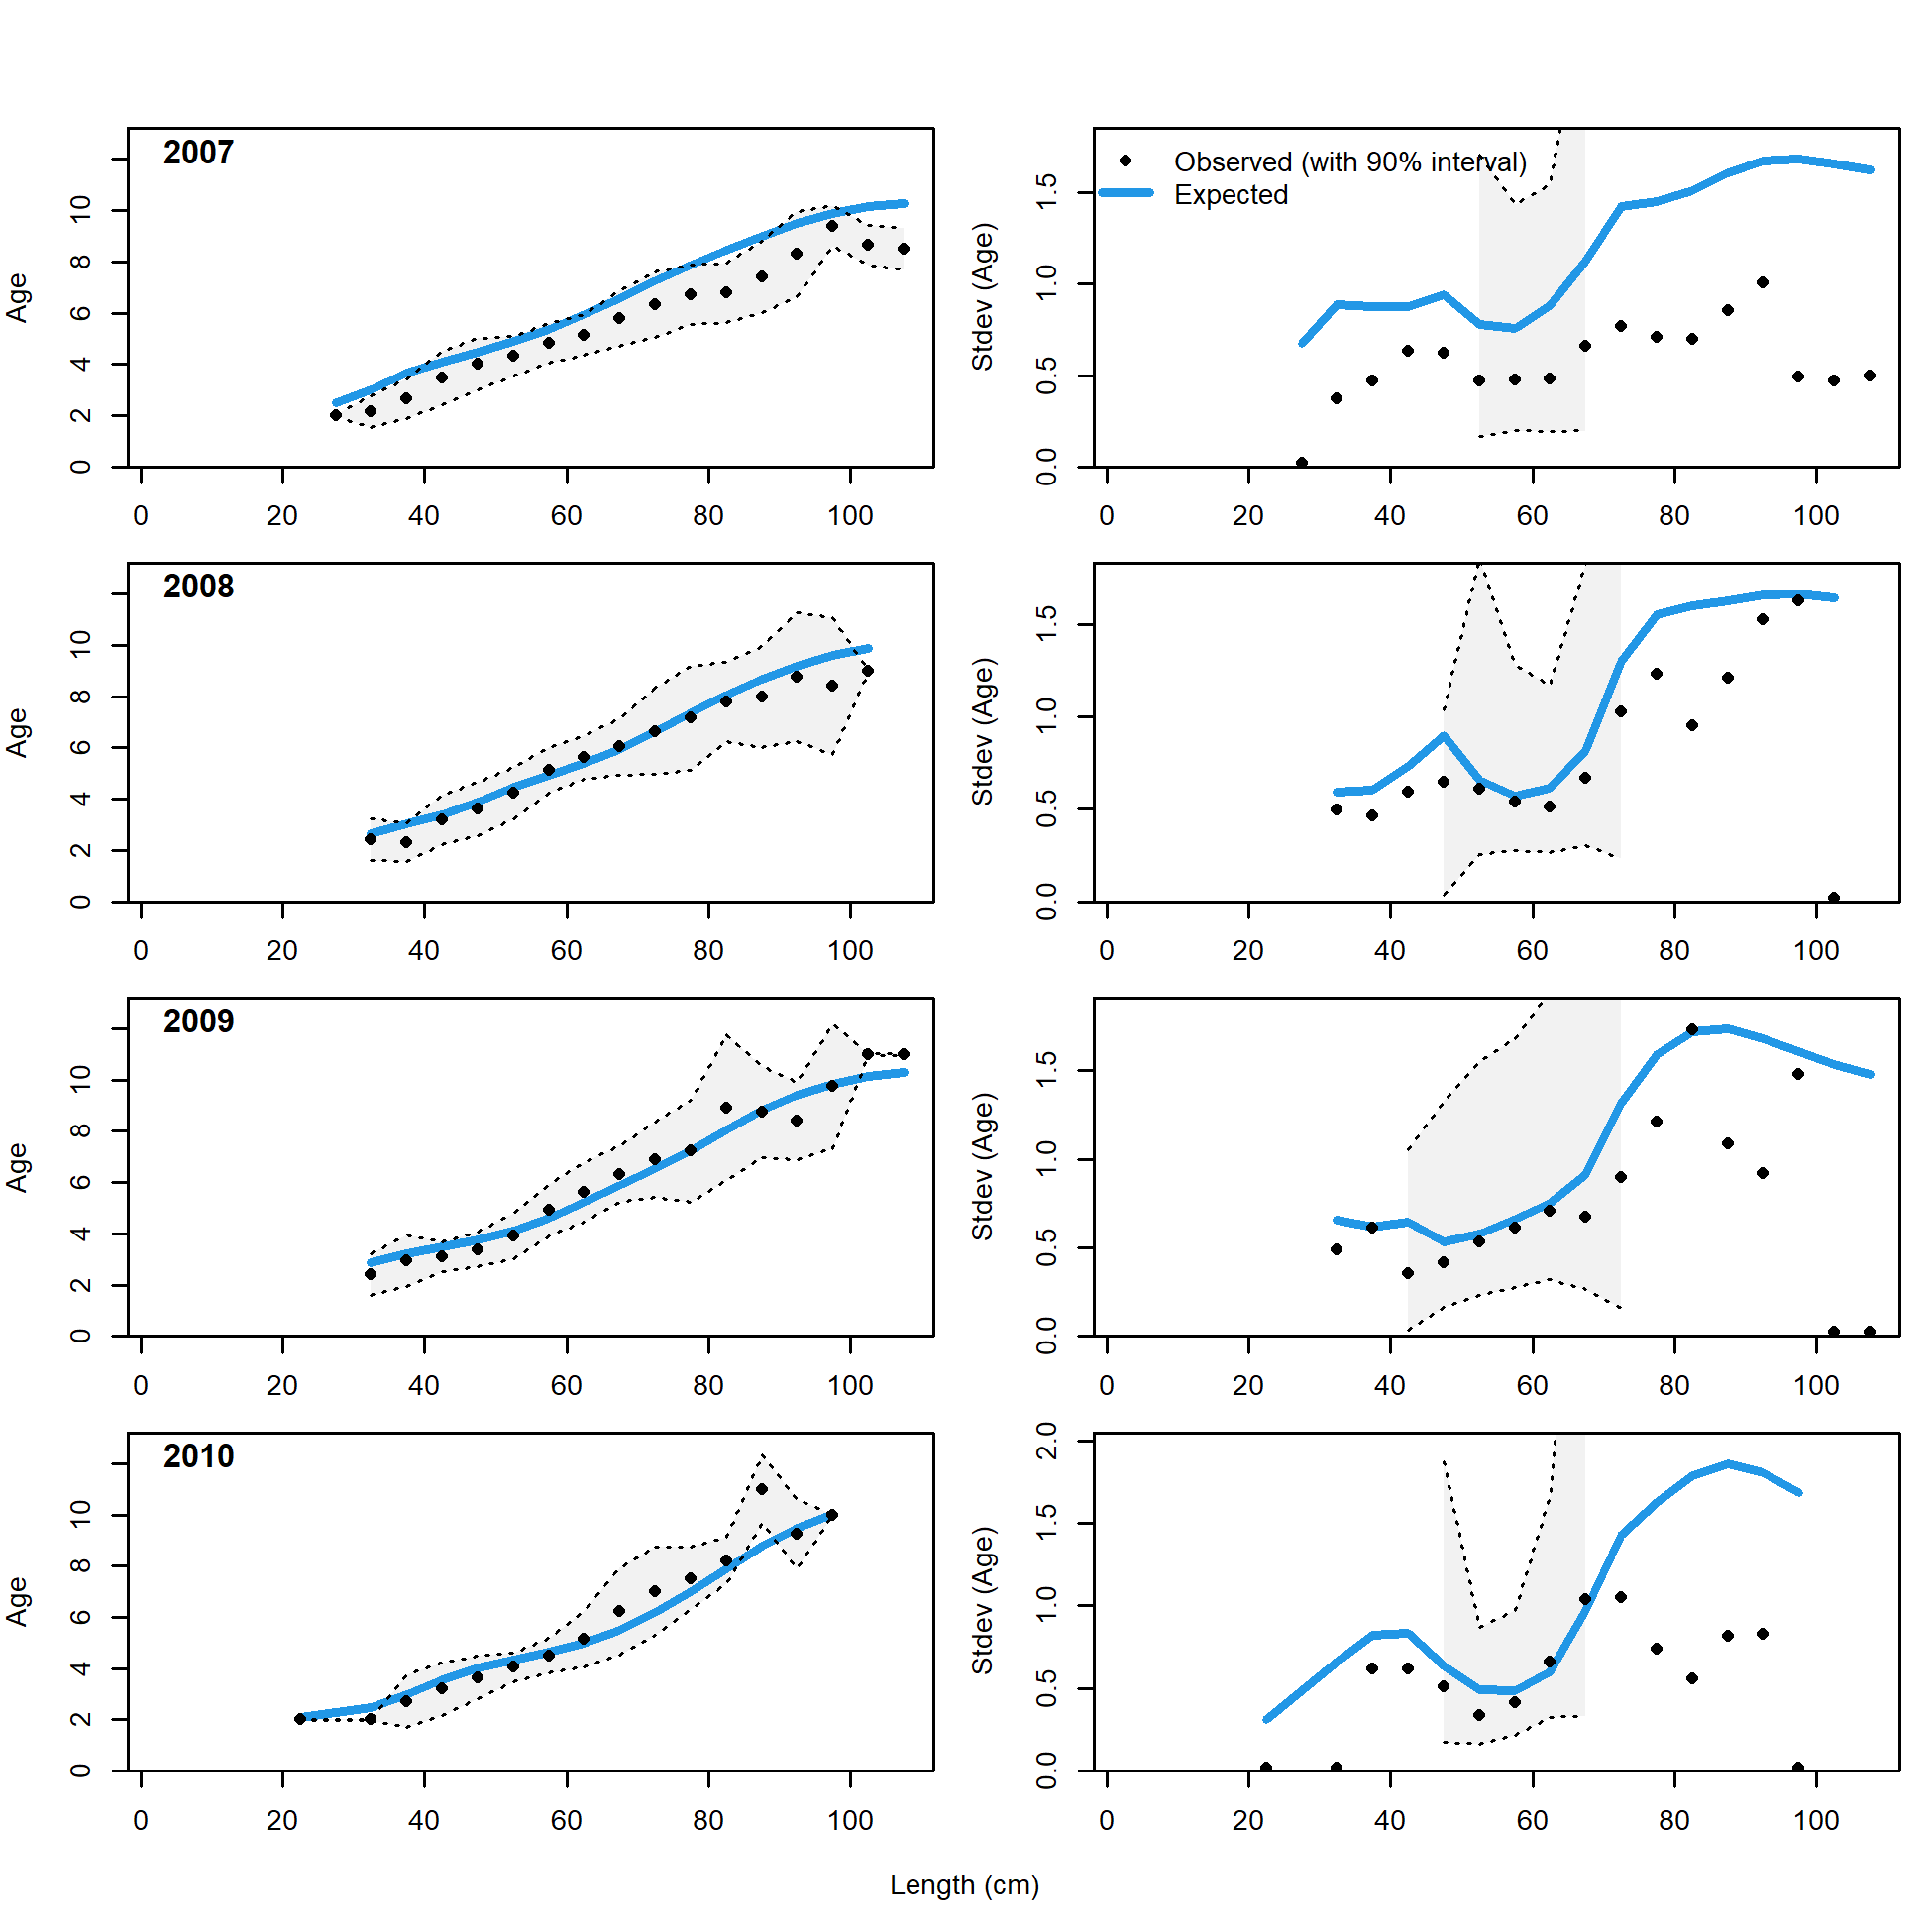 2007
Age
0 2 4 6 8 10
0 20 40 60 80 100
Observed (with 90% interval)
Expected
Stdev (Age)
0.0 0.5 1.0 1.5
0 20 40 60 80 100
2008
Age
0 2 4 6 8 10
0 20 40 60 80 100
Stdev (Age)
0.0 0.5 1.0 1.5
0 20 40 60 80 100
2009
Age
0 2 4 6 8 10
0 20 40 60 80 100
Stdev (Age)
0.0 0.5 1.0 1.5
0 20 40 60 80 100
2010
Age
0 2 4 6 8 10
0 20 40 60 80 100
Stdev (Age)
0.0 0.5 1.0 1.5 2.0
0 20 40 60 80 100
Length (cm)